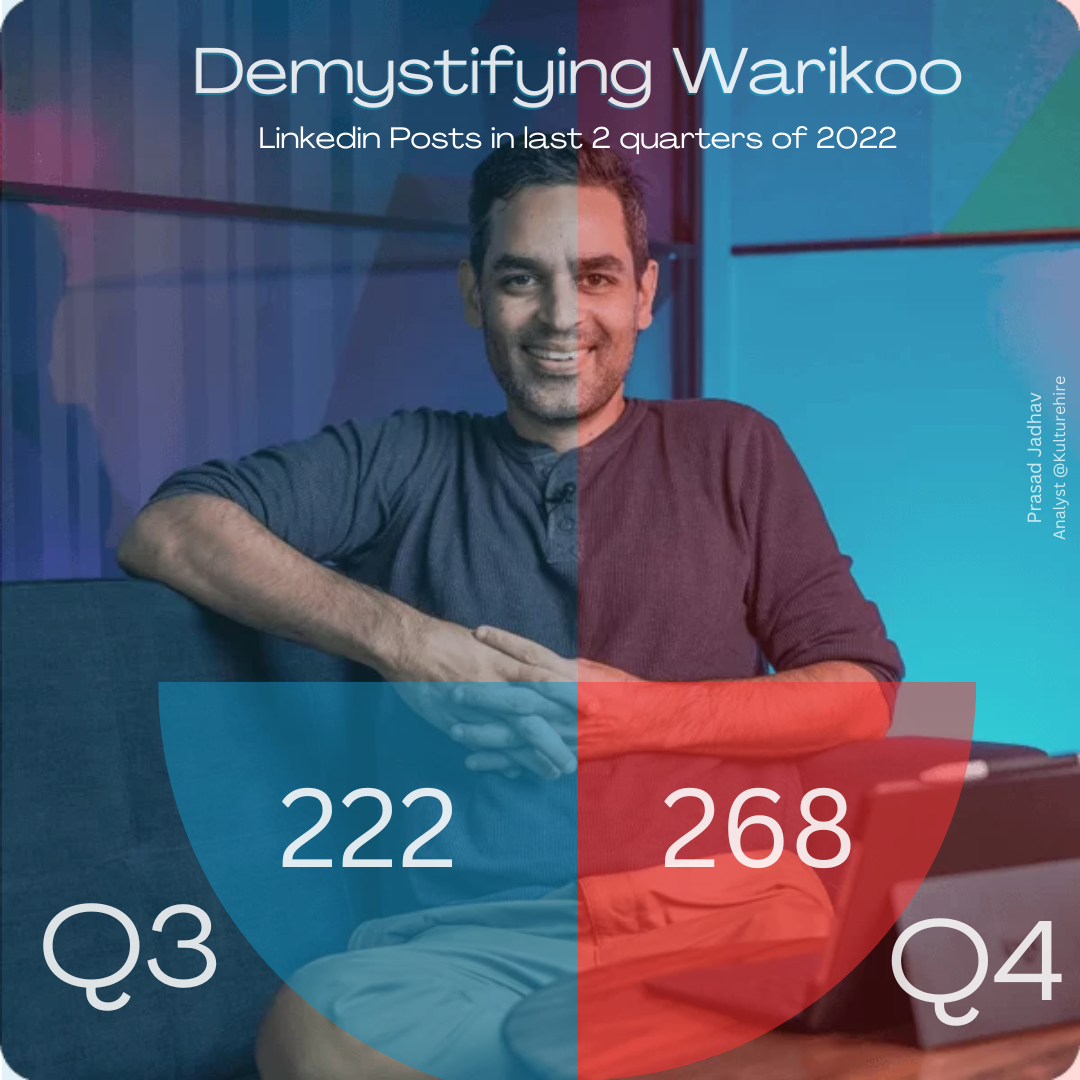 Demystifying Warikoo
Linkedin Posts in last 2 quarters of 2022
Prasad Jadhav
Analyst @Kulturehire
222
268
Q3
Q4